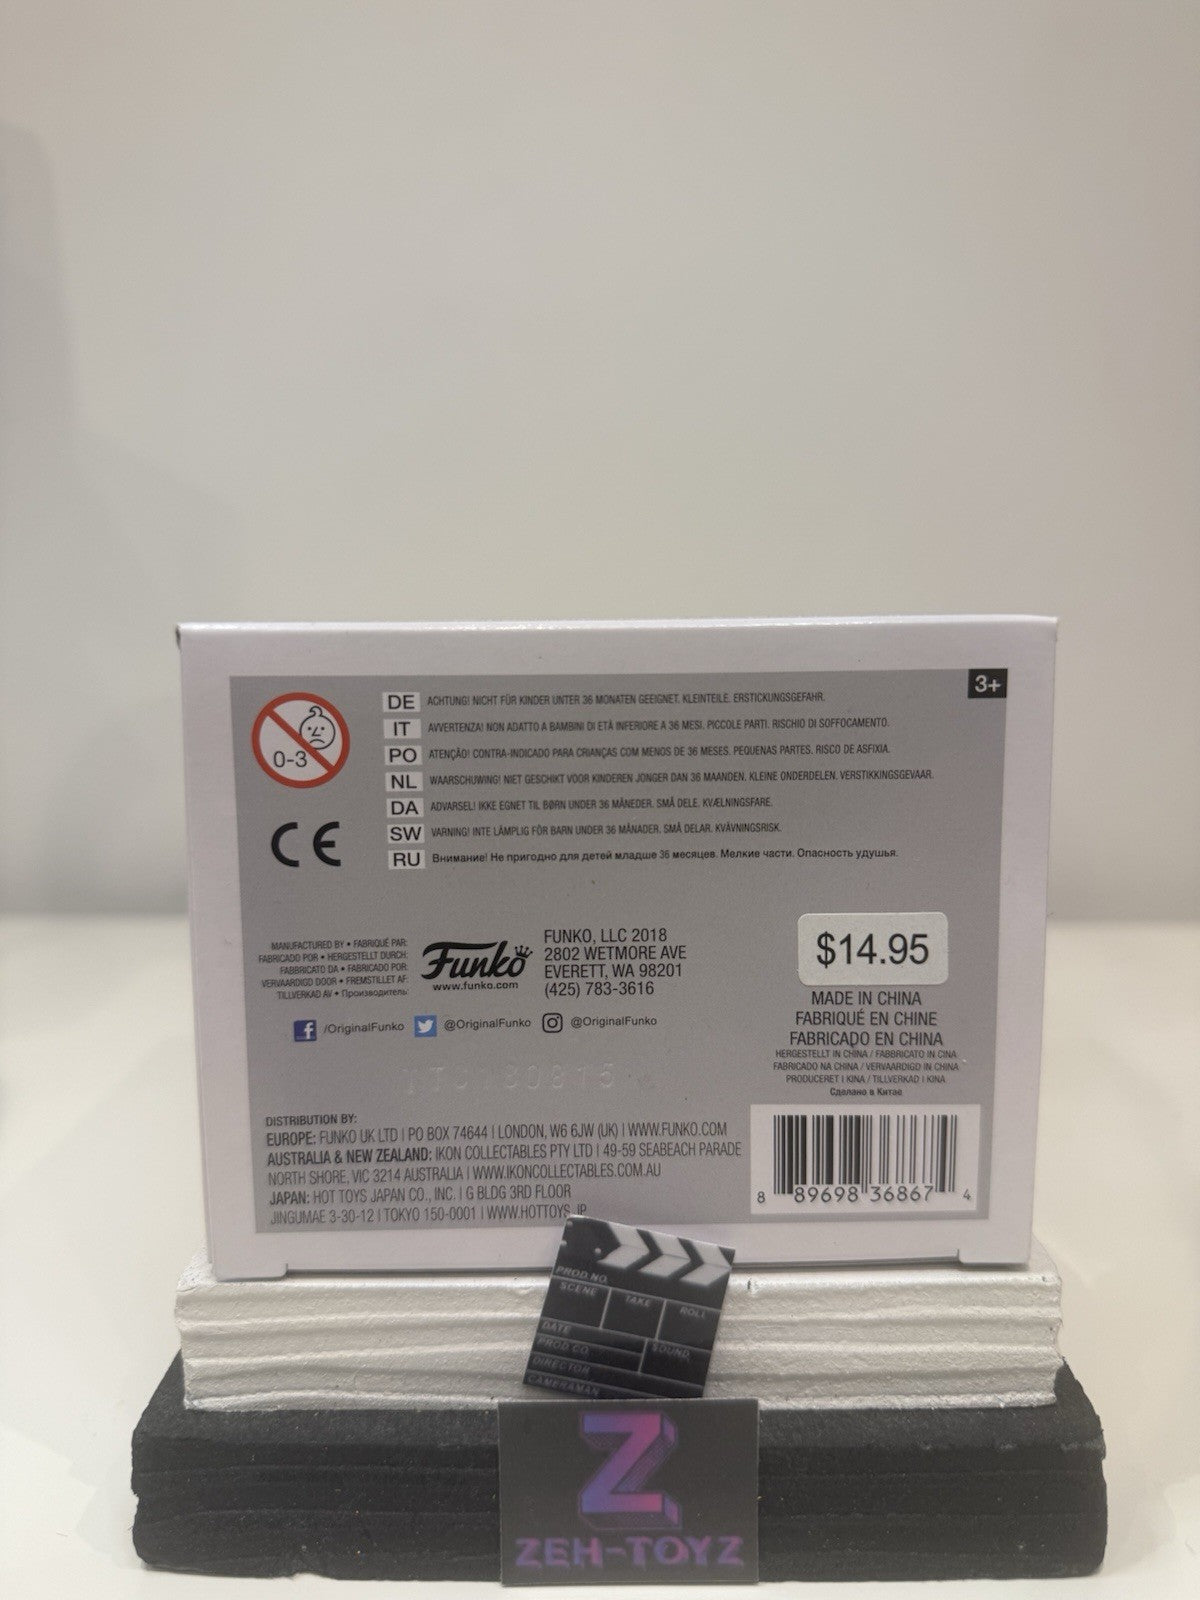 3+
0-3
DE ACHTUNG! NICHT FÜR KINDER UNTER 36 MONATEN GEEIGNET. KLEINTEILE. ERSTICKUNGSGEFAHR.
IT AVVERTENZA! NON ADATTO A BAMBINI DI ETÀ INFERIORE A 36 MESI. PICCOLE PARTI. RISCHIO DI SOFFOCAMENTO.
PO ATENÇÃO! CONTRA-INDICADO PARA CRIANÇAS COM MENOS DE 36 MESES. PEQUENAS PARTES. RISCO DE ASFIXIA.
NL WAARSCHUWING! NIET GESCHIKT VOOR KINDEREN JONGER DAN 36 MAANDEN. KLEINE ONDERDELEN. VERSTIKKINGSGEVAAR.
DA ADVARSEL! IKKE EGNET TIL BØRN UNDER 36 MÅNEDER. SMÅ DELE. KVÆLNINGSFARE.
SW VARNING! INTE LÄMPLIG FÖR BARN UNDER 36 MÅNADER. SMÅ DELAR. KVÄVNINGSRISK.
RU Внимание! Не пригодно для детей младше 36 месяцев. Мелкие части. Опасность удушья.
CE
MANUFACTURED BY • FABRIQUÉ PAR:
FABRICADO POR • HERGESTELLT DURCH:
FABBRICATO DA • FABRICADO POR:
VERVAARDIGD DOOR • FREMSTILLET AF:
TILLVERKAD AV • Производитель:
Funko
www.funko.com
FUNKO, LLC 2018
2802 WETMORE AVE
EVERETT, WA 98201
(425) 783-3616
/OriginalFunko @OriginalFunko @OriginalFunko
$14.95
MADE IN CHINA
FABRIQUÉ EN CHINE
FABRICADO EN CHINA
HERGESTELLT IN CHINA / FABBRICATO IN CINA
FABRICADO NA CHINA / VERVAARDIGD IN CHINA
PRODUCERET I KINA / TILLVERKAD I KINA
Сделано в Китае
DISTRIBUTION BY:
EUROPE: FUNKO UK LTD | PO BOX 74644 | LONDON, W6 6JW (UK) | WWW.FUNKO.COM
AUSTRALIA & NEW ZEALAND: IKON COLLECTABLES PTY LTD | 49-59 SEABEACH PARADE
NORTH SHORE, VIC 3214 AUSTRALIA | WWW.IKONCOLLECTABLES.COM.AU
JAPAN: HOT TOYS JAPAN CO., INC. | G BLDG 3RD FLOOR
JINGUMAE 3-30-12 | TOKYO 150-0001 | WWW.HOTTOYS.JP
8 89698 36867 4
PROD.NO.
SCENE TAKE ROLL
DATE SOUND
PROD.CO.
DIRECTOR
CAMERAMAN
Z
ZEH-TOYZ